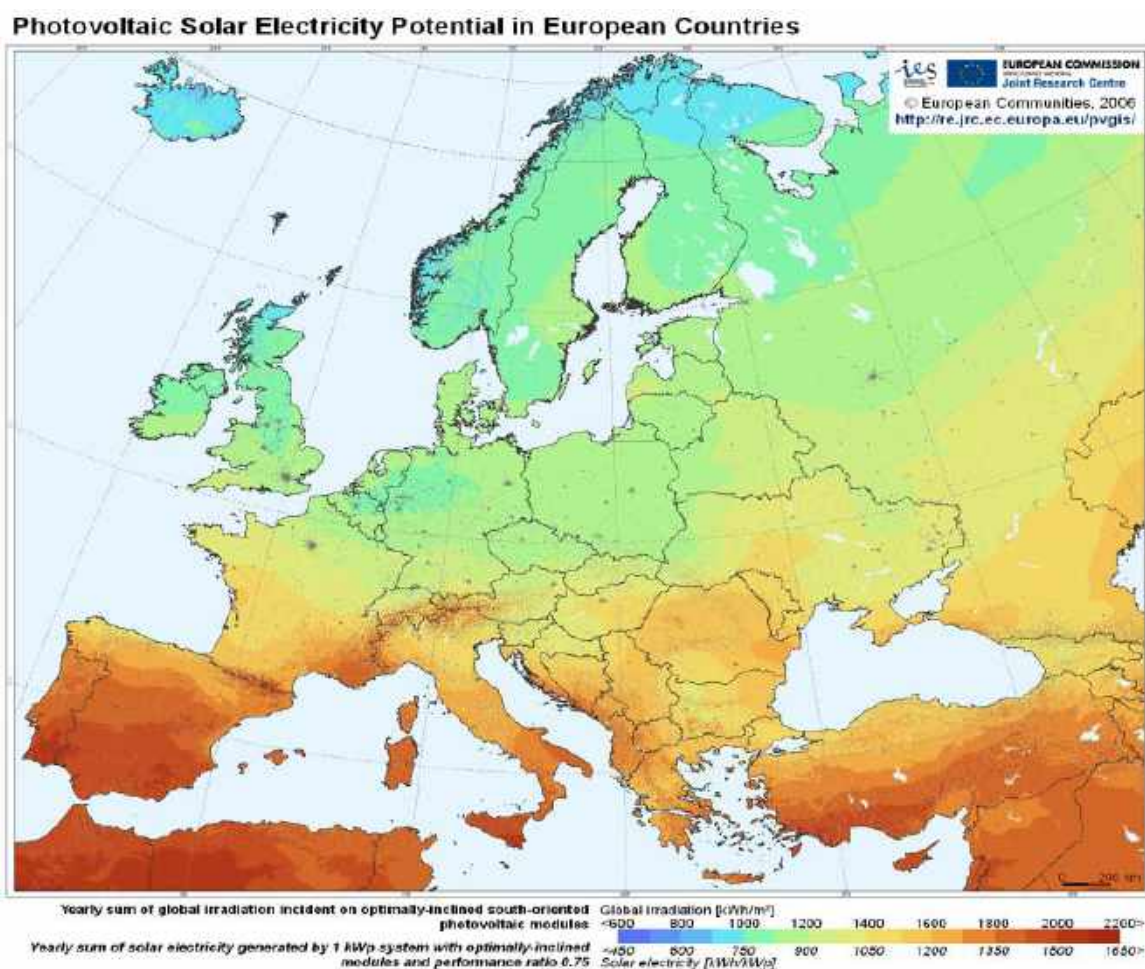 Photovoltaic Solar Electricity Potential in European Countries
ies
EUROPEAN COMMISSION
Joint Research Centre
© European Communities, 2006
http://re.jrc.ec.europa.eu/pvgis/
0 200 km
Yearly sum of global irradiation incident on optimally-inclined south-oriented
photovoltaic modules
Global irradiation [kWh/m²]
<600 800 1000 1200 1400 1600 1800 2000 2200>
Yearly sum of solar electricity generated by 1 kWp system with optimally-inclined
modules and performance ratio 0.75
<450 600 750 900 1050 1200 1350 1500 1650>
Solar electricity [kWh/kWp]